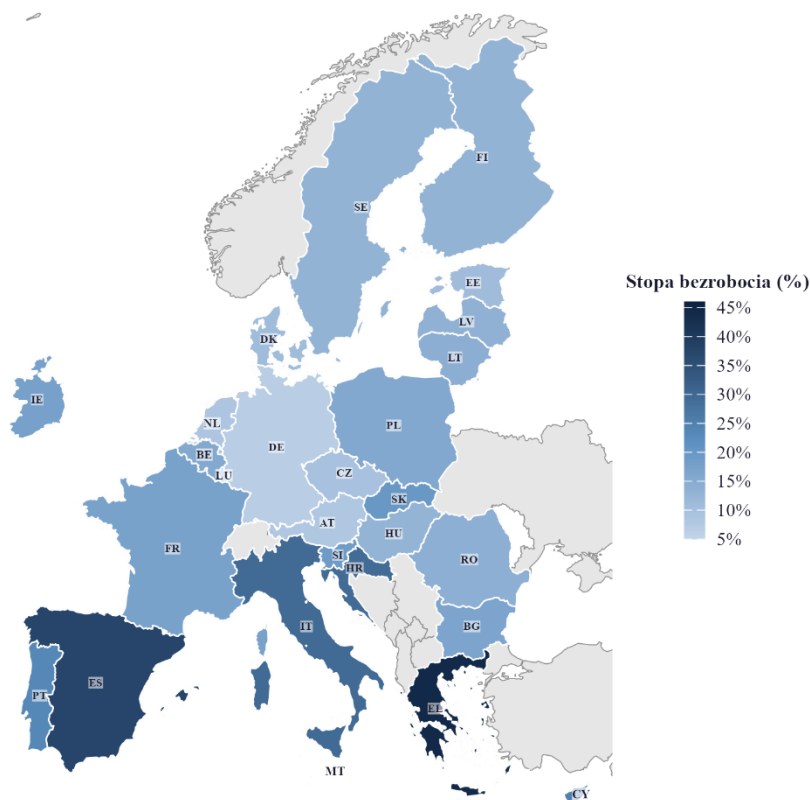 FI
SE
EE
Stopa bezrobocia (%)
45%
LV
40%
DK
LT
35%
30%
IE
25%
NL
PL
20%
BE
DE
15%
LU
CZ
10%
SK
5%
AT
HU
FR
SI
RO
HR
IT
BG
ES
PT
EL
MT
CY